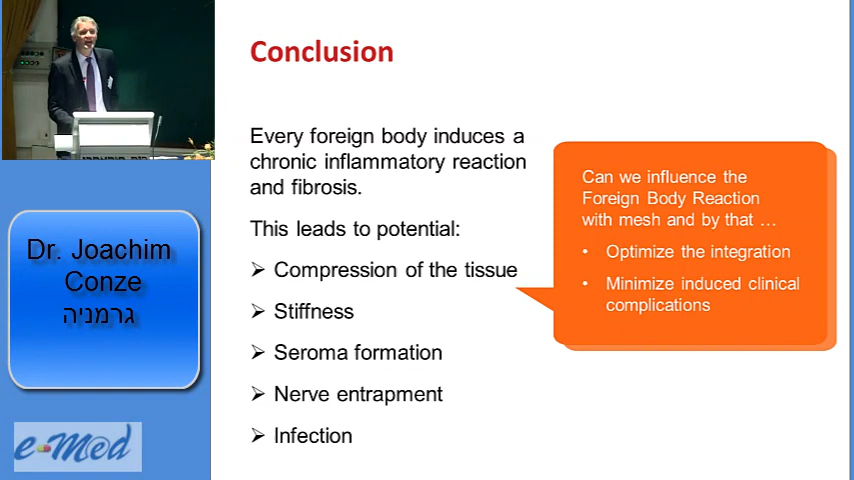 Conclusion
Every foreign body induces a
chronic inflammatory reaction
and fibrosis.
This leads to potential:
Compression of the tissue
Stiffness
Seroma formation
Nerve entrapment
Infection
Can we influence the
Foreign Body Reaction
with mesh and by that …
• Optimize the integration
• Minimize induced clinical
complications
Dr. Joachim
Conze
גרמניה
e-Med